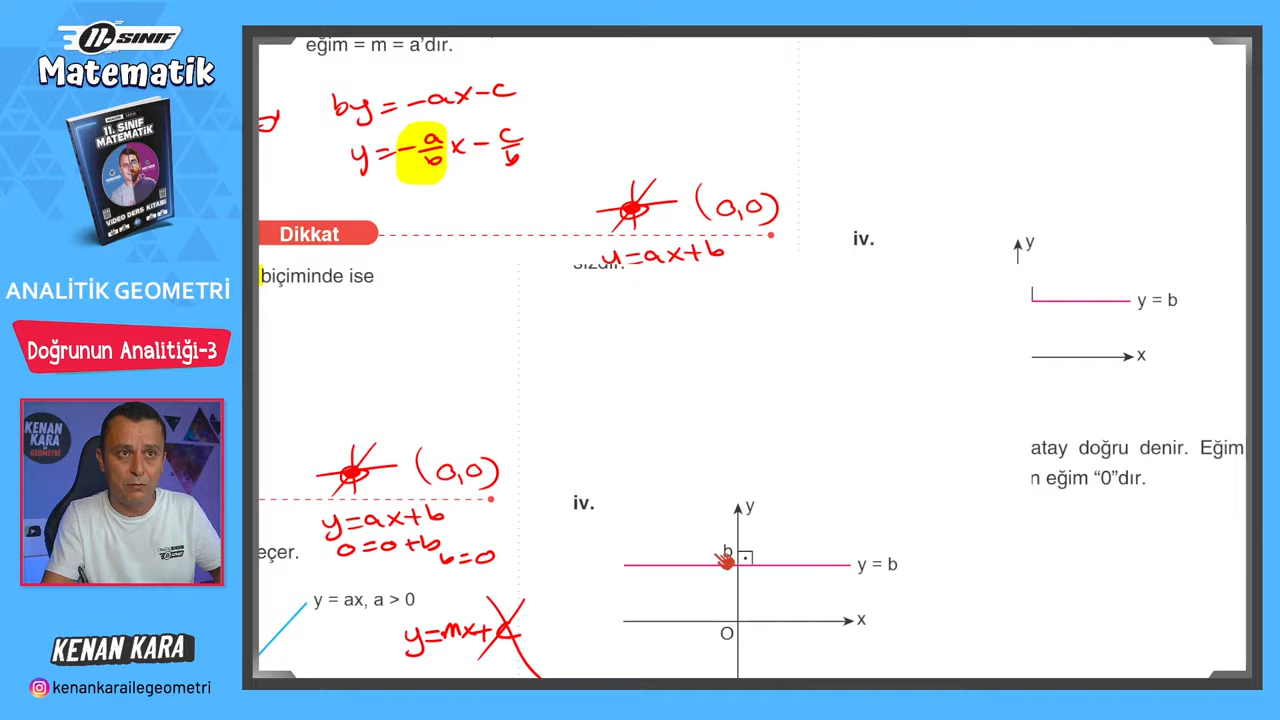 11. SINIF
Matematik
11. SINIF
MATEMATİK
VİDEO DERS KİTABI
ANALİTİK GEOMETRİ
Doğrunun Analitiği-3
KENAN
KARA
GEOMETRİ
KENAN KARA
kenankarailegeometri
eğim = m = a'dır.
by = -ax - c
y = - a/b x - c/b
(0,0)
Dikkat
y = ax + b
sizdir.
biçiminde ise
(0,0)
y = ax + b
0 = 0 + b
b = 0
eçer.
y = ax, a > 0
y = mx + c
iv.
y
b
y = b
x
O
iv.
y
y = b
x
atay doğru denir. Eğim
n eğim “0”dır.